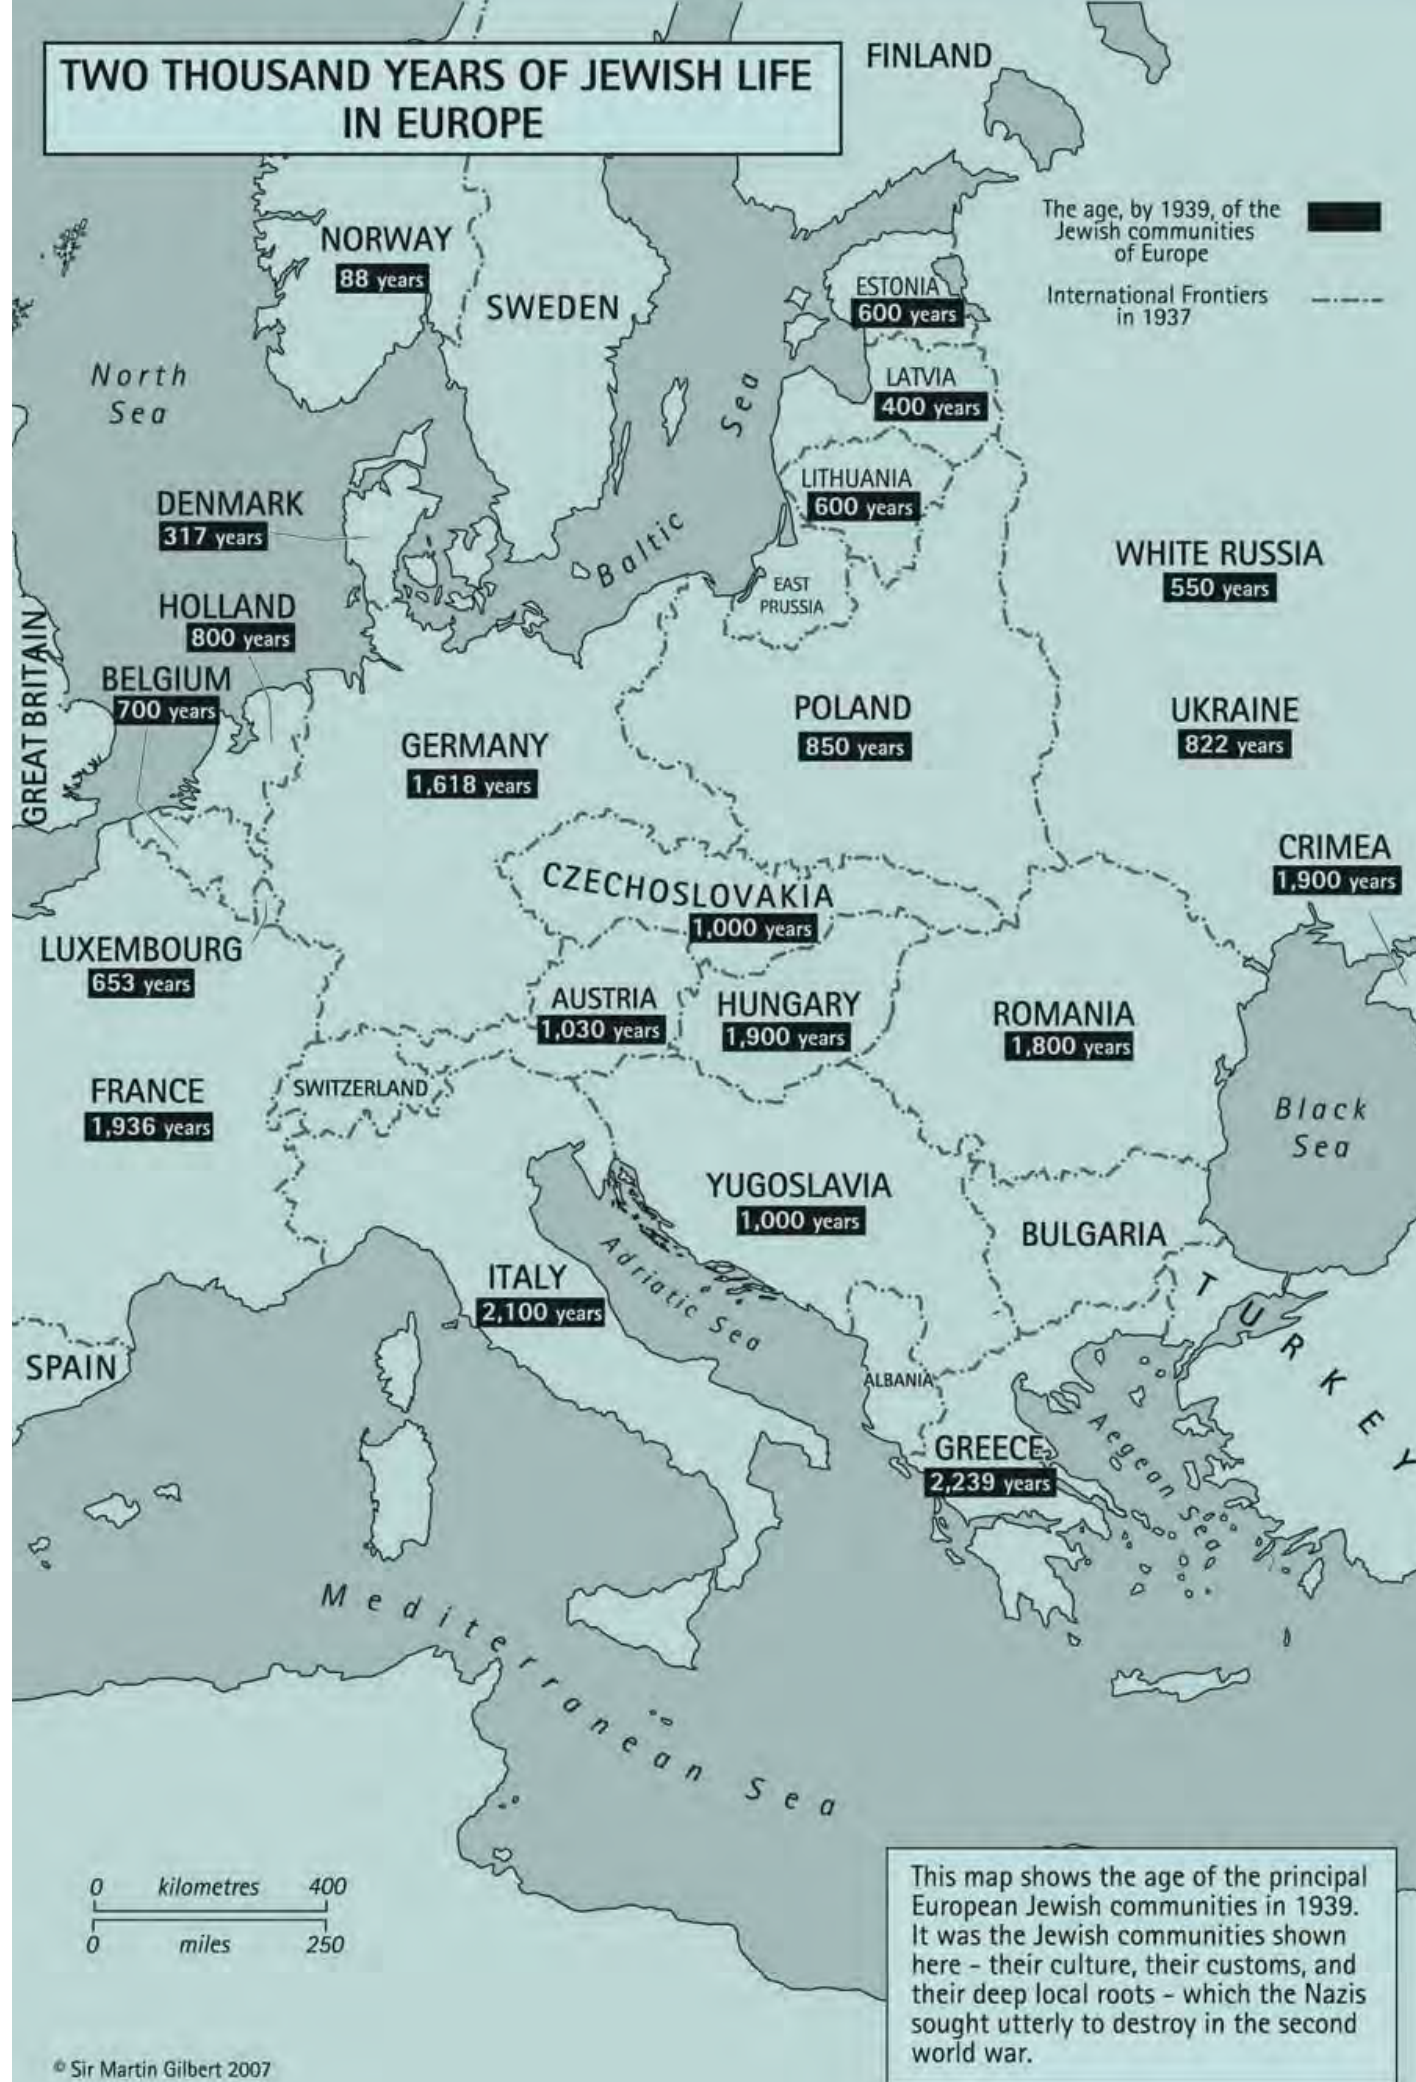 TWO THOUSAND YEARS OF JEWISH LIFE
IN EUROPE
FINLAND
The age, by 1939, of the
Jewish communities
of Europe
International Frontiers
in 1937
NORWAY
88 years
SWEDEN
ESTONIA
600 years
LATVIA
400 years
LITHUANIA
600 years
North
Sea
Baltic Sea
DENMARK
317 years
HOLLAND
800 years
BELGIUM
700 years
GREAT BRITAIN
EAST
PRUSSIA
WHITE RUSSIA
550 years
POLAND
850 years
UKRAINE
822 years
GERMANY
1,618 years
CRIMEA
1,900 years
CZECHOSLOVAKIA
1,000 years
LUXEMBOURG
653 years
AUSTRIA
1,030 years
HUNGARY
1,900 years
ROMANIA
1,800 years
FRANCE
1,936 years
SWITZERLAND
Black
Sea
YUGOSLAVIA
1,000 years
BULGARIA
ITALY
2,100 years
Adriatic Sea
TURKEY
SPAIN
ALBANIA
GREECE
2,239 years
Aegean Sea
Mediterranean Sea
0 kilometres 400
0 miles 250
This map shows the age of the principal
European Jewish communities in 1939.
It was the Jewish communities shown
here – their culture, their customs, and
their deep local roots – which the Nazis
sought utterly to destroy in the second
world war.
© Sir Martin Gilbert 2007